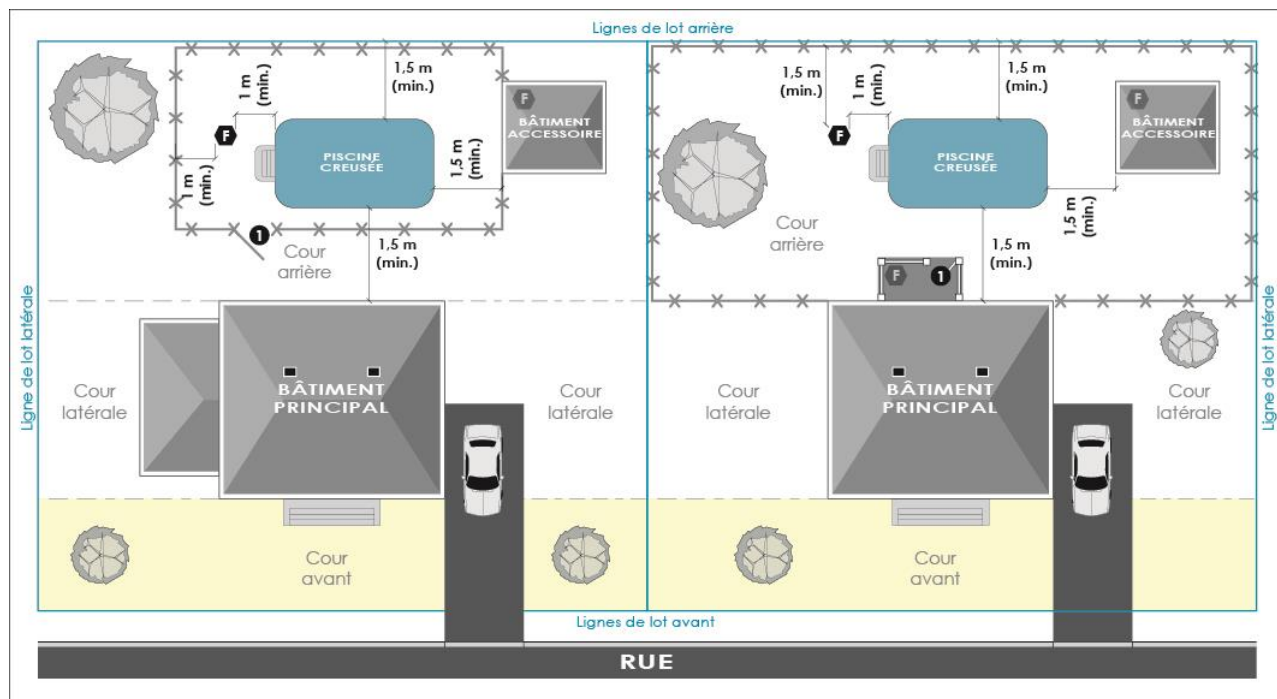 Lignes de lot arrière
1,5 m
(min.)
1 m
(min.)
F
F
BÂTIMENT
ACCESSOIRE
PISCINE
CREUSÉE
1 m
(min.)
1,5 m
(min.)
1
Cour
arrière
1,5 m
(min.)
Ligne de lot latérale
Cour
latérale
BÂTIMENT
PRINCIPAL
Cour
latérale
Cour
avant
1,5 m
(min.)
1 m
(min.)
1,5 m
(min.)
F
F
BÂTIMENT
ACCESSOIRE
PISCINE
CREUSÉE
1,5 m
(min.)
Cour
arrière
F
1
1,5 m
(min.)
Cour
latérale
BÂTIMENT
PRINCIPAL
Cour
latérale
Ligne de lot latérale
Cour
avant
Lignes de lot avant
RUE